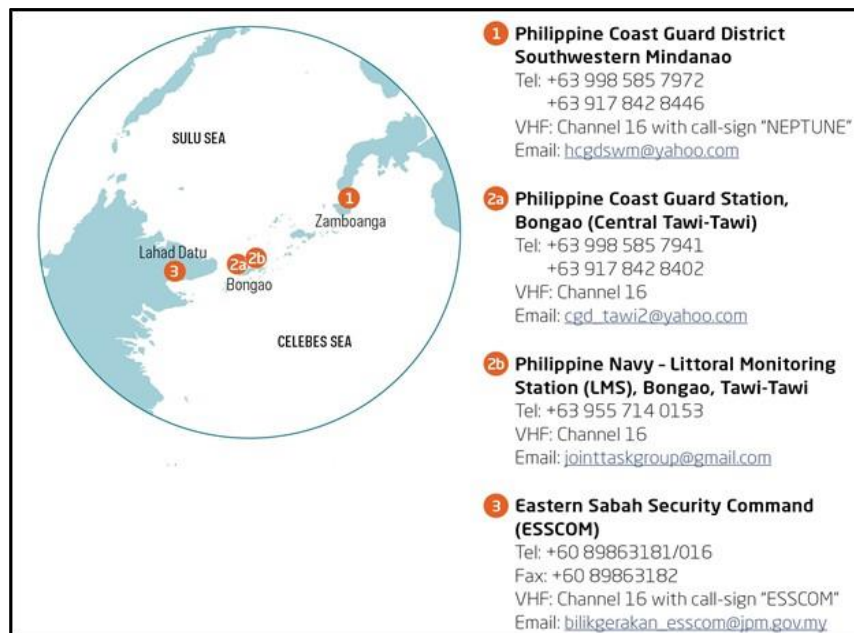 SULU SEA
1
Zamboanga
Lahad Datu
3
2a
2b
Bongao
CELEBES SEA
1 Philippine Coast Guard District
Southwestern Mindanao
Tel: +63 998 585 7972
+63 917 842 8446
VHF: Channel 16 with call-sign "NEPTUNE"
Email: hcgdswm@yahoo.com
2a Philippine Coast Guard Station,
Bongao (Central Tawi-Tawi)
Tel: +63 998 585 7941
+63 917 842 8402
VHF: Channel 16
Email: cgd_tawi2@yahoo.com
2b Philippine Navy - Littoral Monitoring
Station (LMS), Bongao, Tawi-Tawi
Tel: +63 955 714 0153
VHF: Channel 16
Email: jointtaskgroup@gmail.com
3 Eastern Sabah Security Command
(ESSCOM)
Tel: +60 89863181/016
Fax: +60 89863182
VHF: Channel 16 with call-sign "ESSCOM"
Email: bilikgerakan_esscom@jpm.gov.my